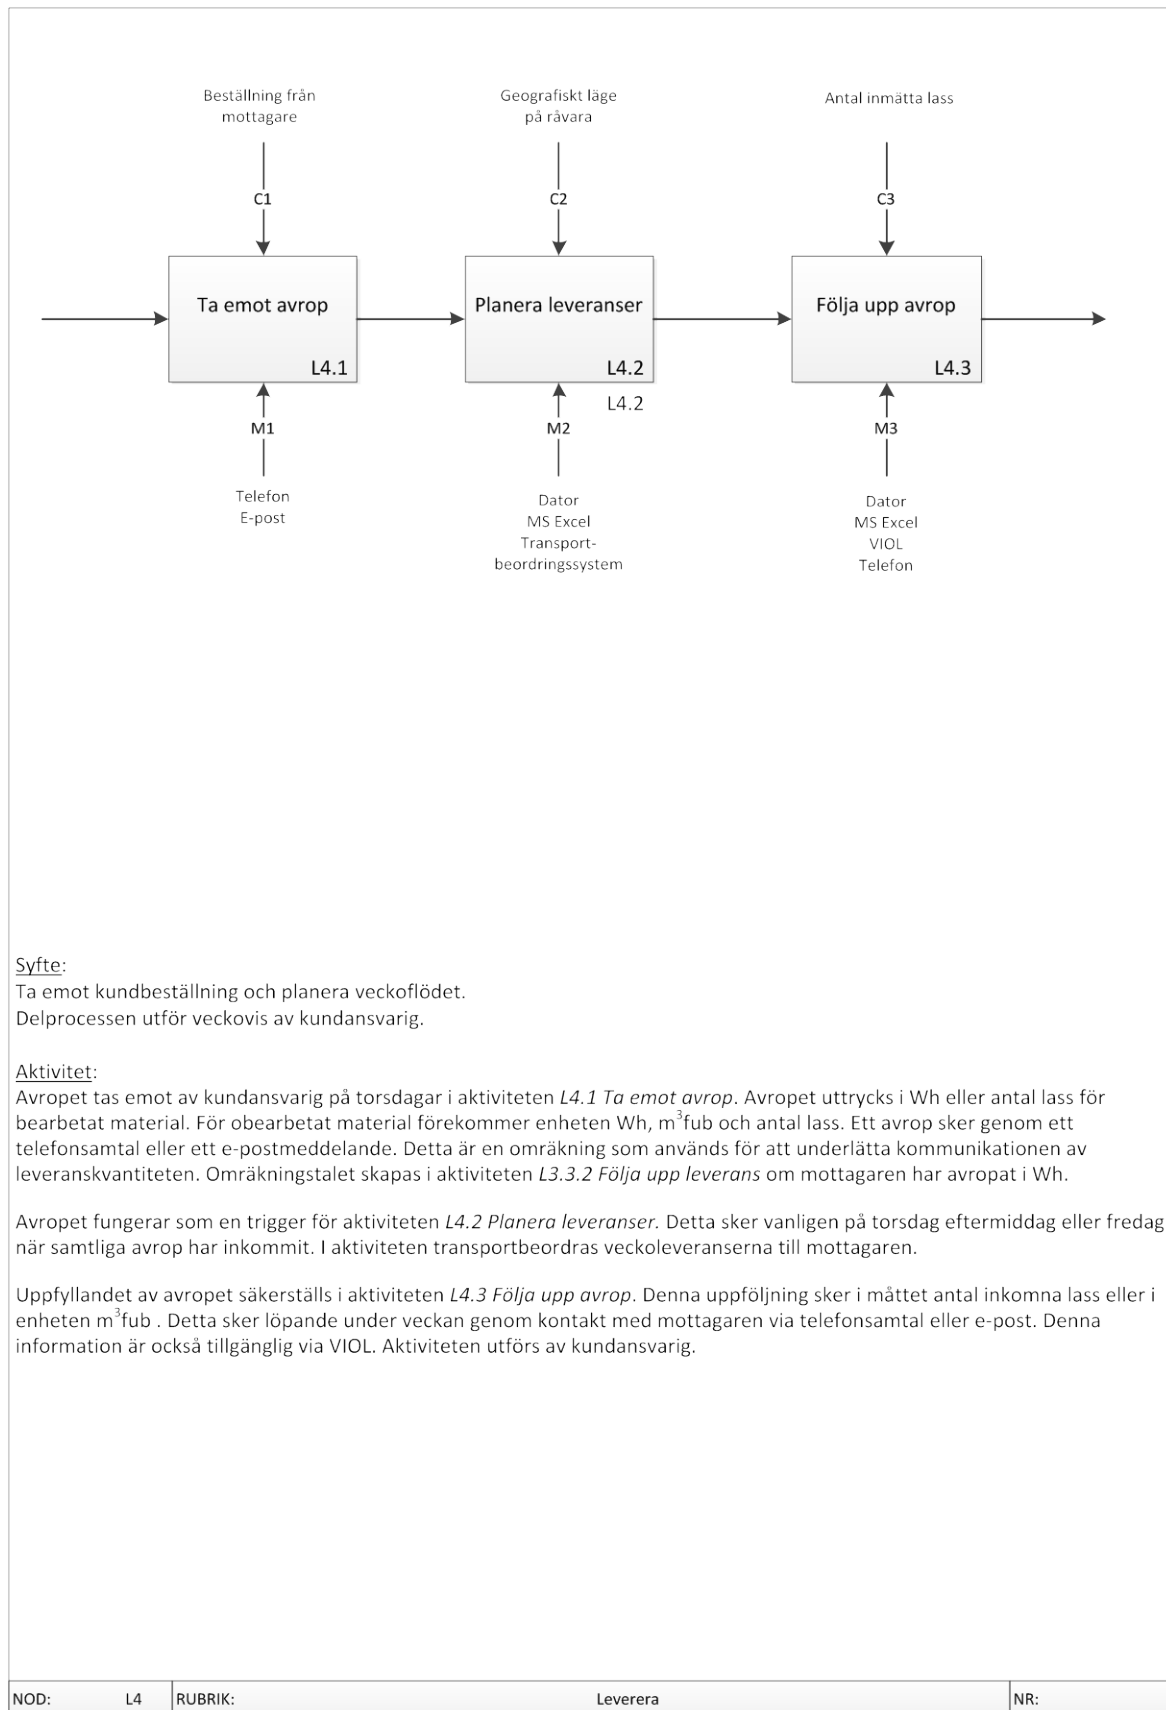 Beställning från
mottagare
Geografiskt läge
på råvara
Antal inmätta lass
C1
C2
C3
Ta emot avrop
L4.1
Planera leveranser
L4.2
L4.2
Följa upp avrop
L4.3
M1
M2
M3
Telefon
E-post
Dator
MS Excel
Transport-
beordringssystem
Dator
MS Excel
VIOL
Telefon
Syfte:
Ta emot kundbeställning och planera veckoflödet.
Delprocessen utför veckovis av kundansvarig.
Aktivitet:
Avropet tas emot av kundansvarig på torsdagar i aktiviteten L4.1 Ta emot avrop. Avropet uttrycks i Wh eller antal lass för
bearbetat material. För obearbetat material förekommer enheten Wh, m³fub och antal lass. Ett avrop sker genom ett
telefonsamtal eller ett e-postmeddelande. Detta är en omräkning som används för att underlätta kommunikationen av
leveranskvantiteten. Omräkningstalet skapas i aktiviteten L3.3.2 Följa upp leverans om mottagaren har avropat i Wh.
Avropet fungerar som en trigger för aktiviteten L4.2 Planera leveranser. Detta sker vanligen på torsdag eftermiddag eller fredag
när samtliga avrop har inkommit. I aktiviteten transportbeordras veckoleveranserna till mottagaren.
Uppfyllandet av avropet säkerställs i aktiviteten L4.3 Följa upp avrop. Denna uppföljning sker i måttet antal inkomna lass eller i
enheten m³fub . Detta sker löpande under veckan genom kontakt med mottagaren via telefonsamtal eller e-post. Denna
information är också tillgänglig via VIOL. Aktiviteten utförs av kundansvarig.
NOD: L4 RUBRIK: Leverera NR: